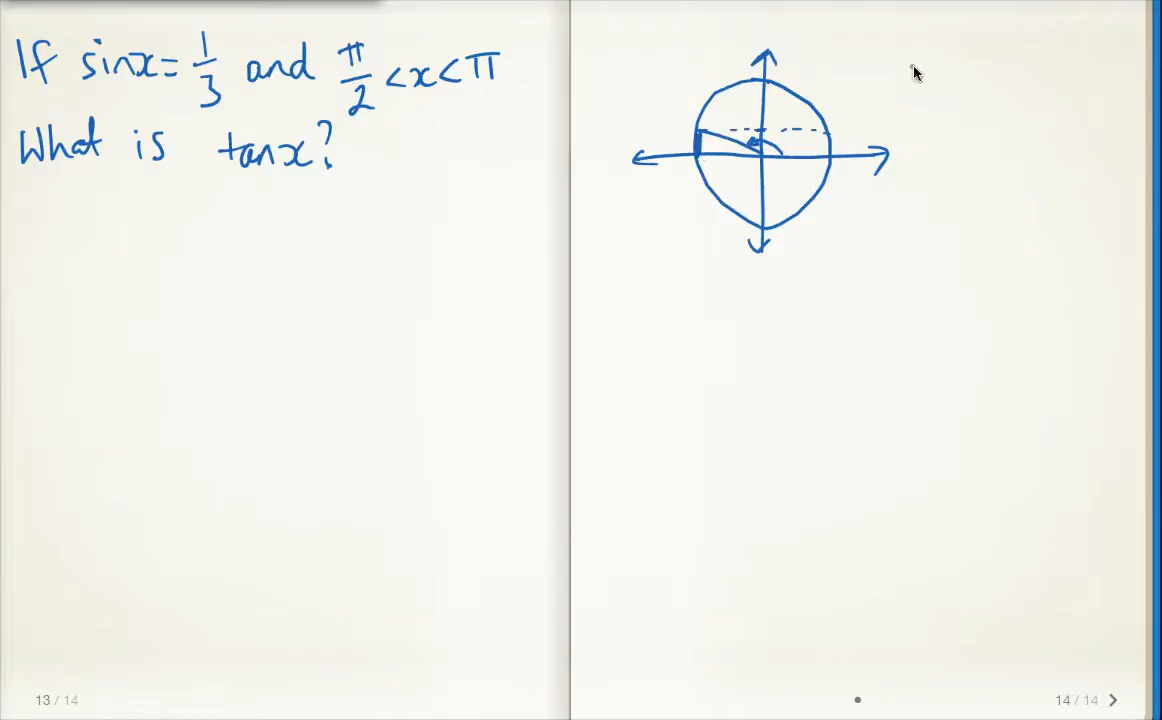 If sinx = 1/3 and π/2 < x < π
What is tanx?
13 / 14
14 / 14